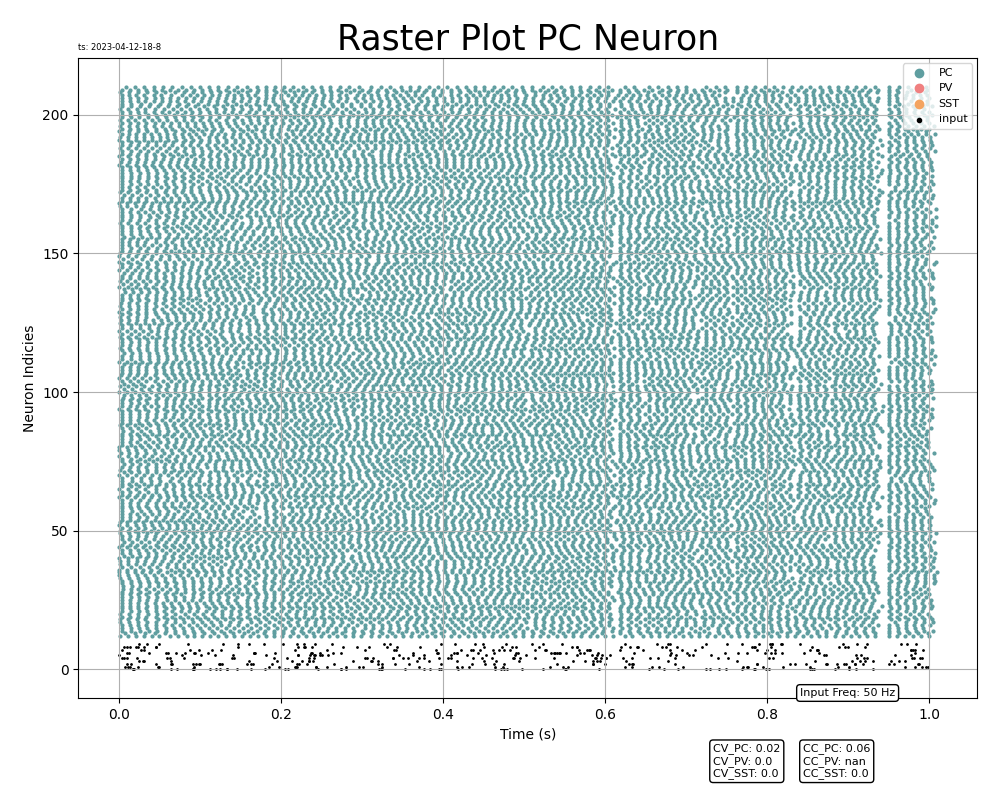 Raster Plot PC Neuron
ts: 2023-04-12-18-8
PC
PV
SST
input
Neuron Indicies
200
150
100
50
0
0.0 0.2 0.4 0.6 0.8 1.0
Time (s)
Input Freq: 50 Hz
CV_PC: 0.02
CV_PV: 0.0
CV_SST: 0.0
CC_PC: 0.06
CC_PV: nan
CC_SST: 0.0